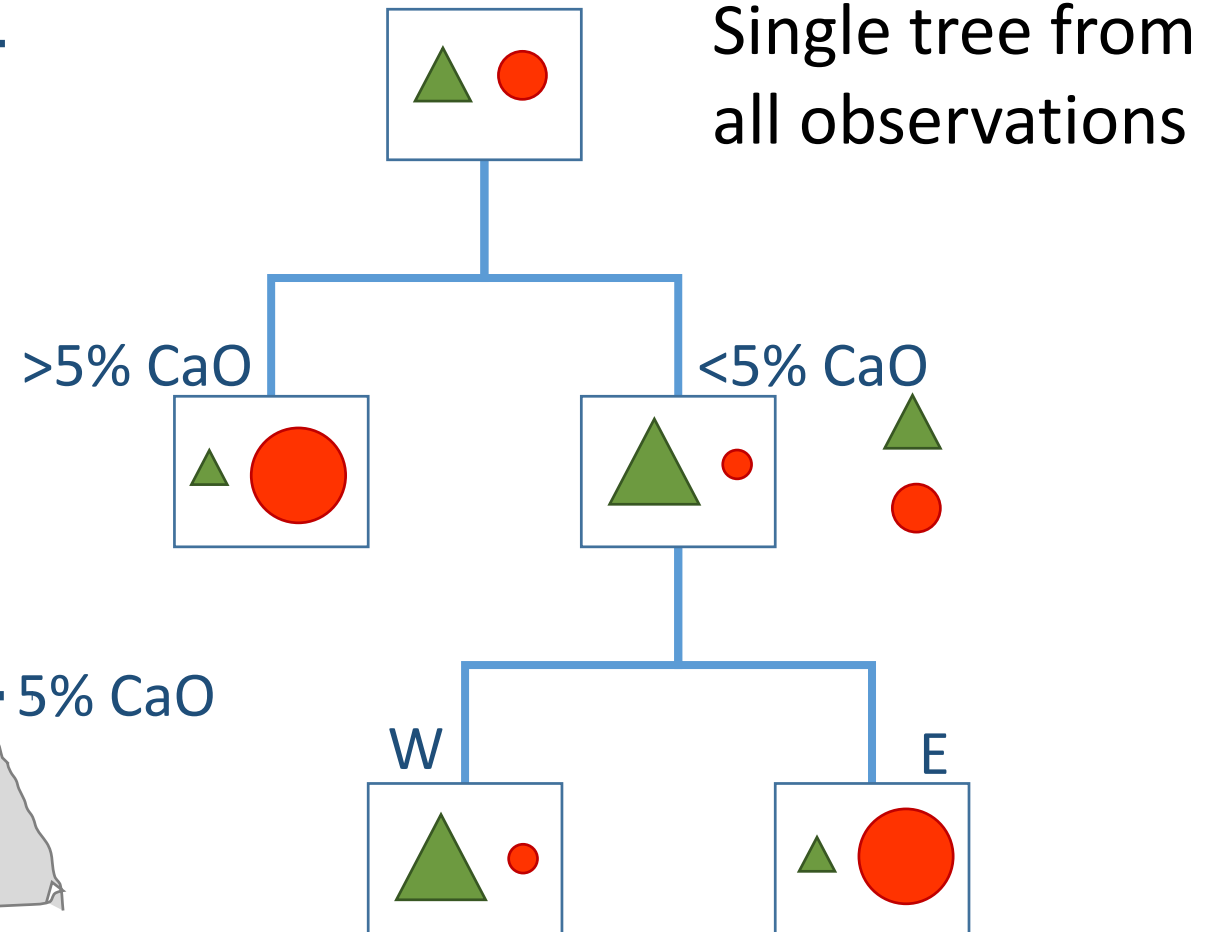 Single tree from
all observations
>5% CaO
<5% CaO
5% CaO
W
E